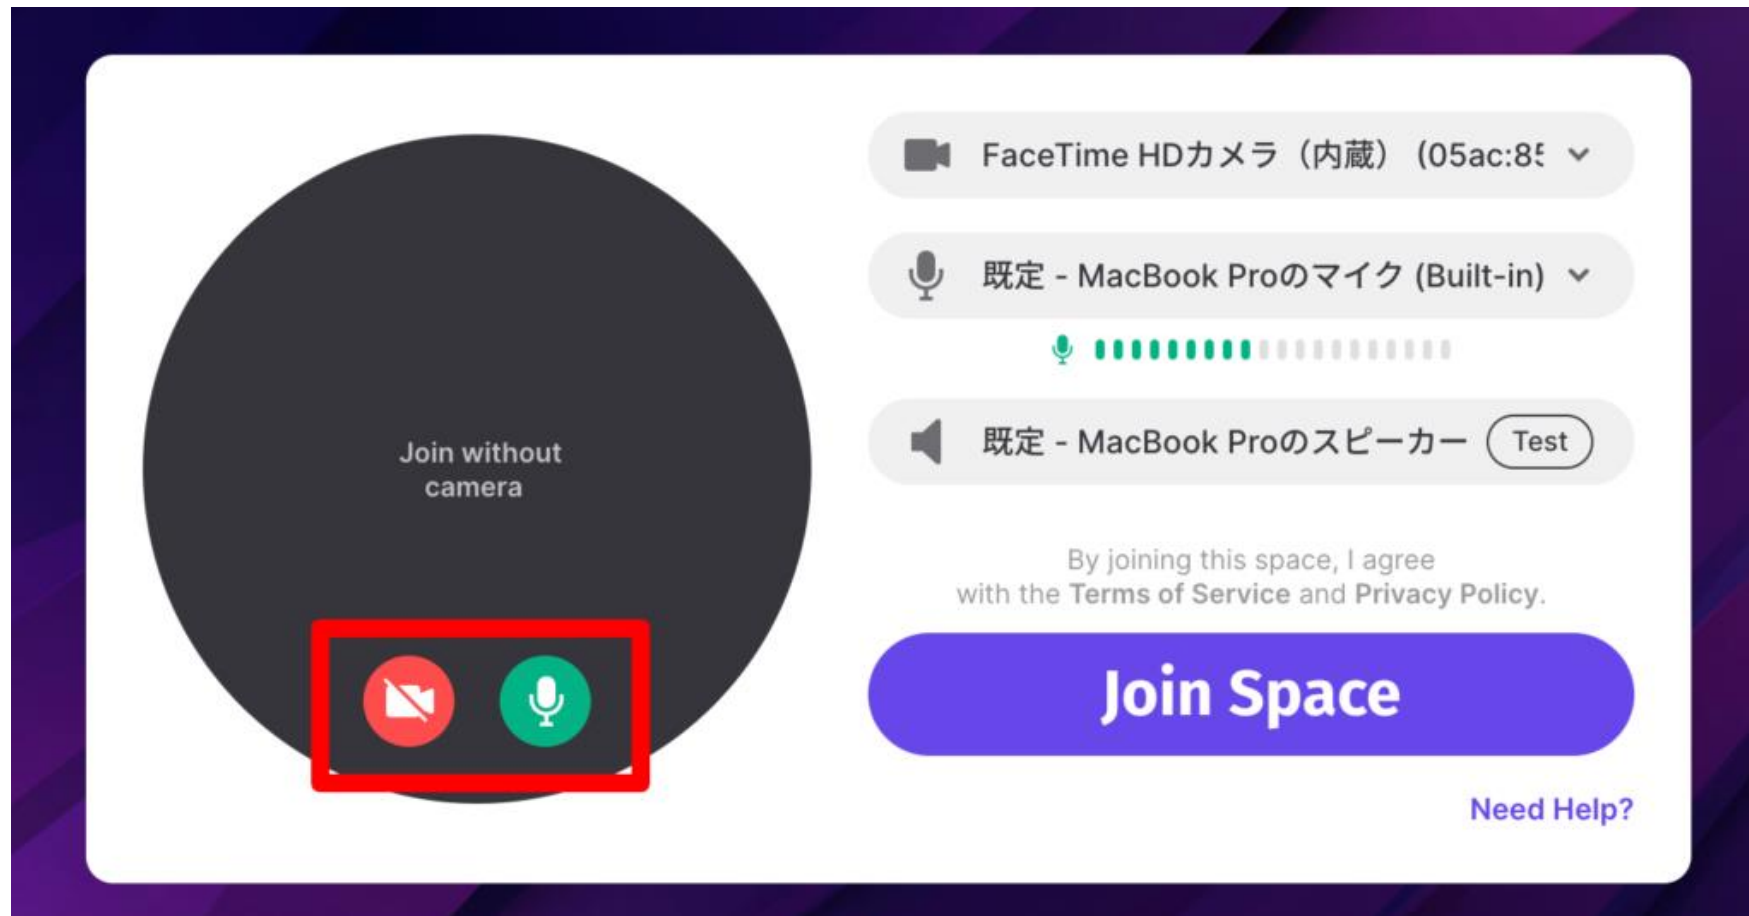 FaceTime HDカメラ（内蔵） (05ac:85
既定 - MacBook Proのマイク (Built-in)
既定 - MacBook Proのスピーカー
Test
Join without
camera
By joining this space, I agree
with the Terms of Service and Privacy Policy.
Join Space
Need Help?